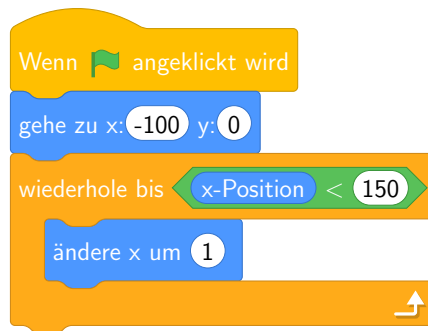 Wenn angeklickt wird
gehe zu x: -100 y: 0
wiederhole bis x-Position < 150
ändere x um 1